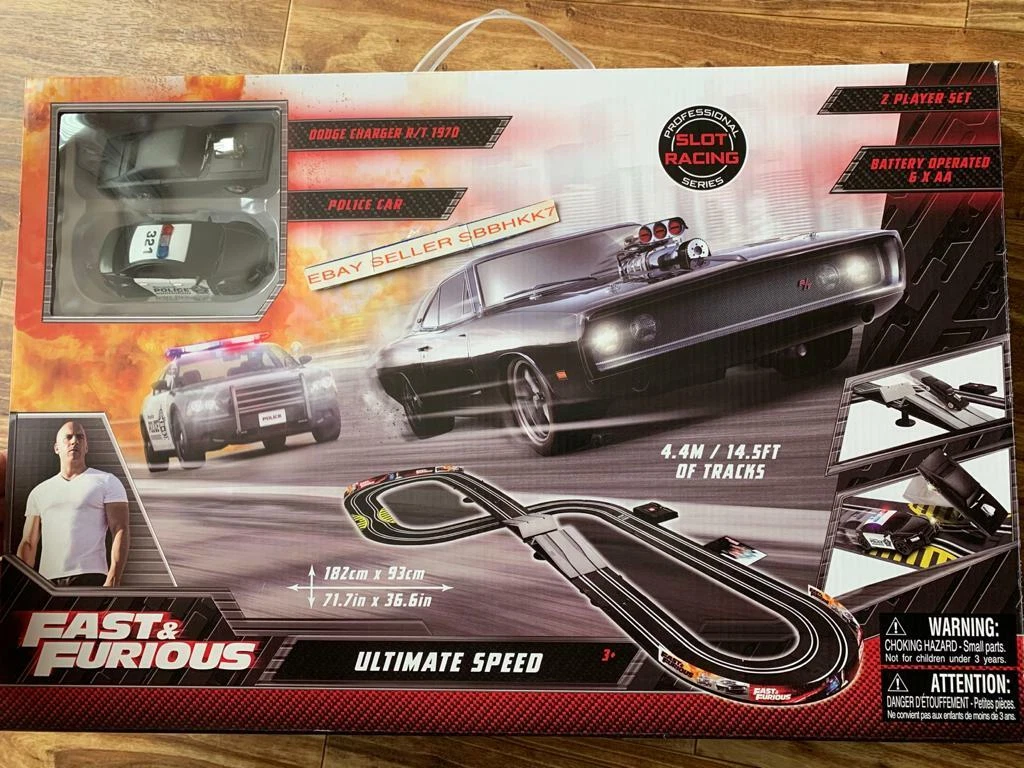 DODGE CHARGER R/T 1970
POLICE CAR
321
POLICE
EBAY SELLER SBBHKK7
PROFESSIONAL
SLOT
RACING
SERIES
2 PLAYER SET
BATTERY OPERATED
6 X AA
R/T
POLICE
4.4M / 14.5FT
OF TRACKS
182cm x 93cm
71.7in x 36.6in
FAST &
FURIOUS
ULTIMATE SPEED
3+
FAST &
FURIOUS
WARNING:
CHOKING HAZARD - Small parts.
Not for children under 3 years.
ATTENTION:
DANGER D'ÉTOUFFEMENT - Petites pièces.
Ne convient pas aux enfants de moins de 3 ans.